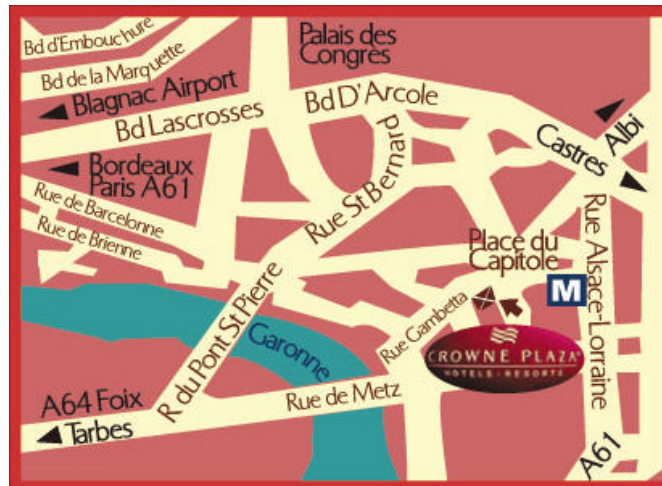 Bd d'Embouchure
Palais des
Congrès
Bd de la Marquette
Blagnac Airport
Bd D'Arcole
Bd Lascrosses
Albi
Castres
Bordeaux
Paris A61
Rue St Bernard
Rue de Barcelonne
Rue de Brienne
Place du
Capitole
Rue Alsace-Lorraine
M
R du Pont St Pierre
Garonne
Rue Gambetta
CROWNE PLAZA®
HOTELS · RESORTS
A64 Foix
Rue de Metz
Tarbes
A61